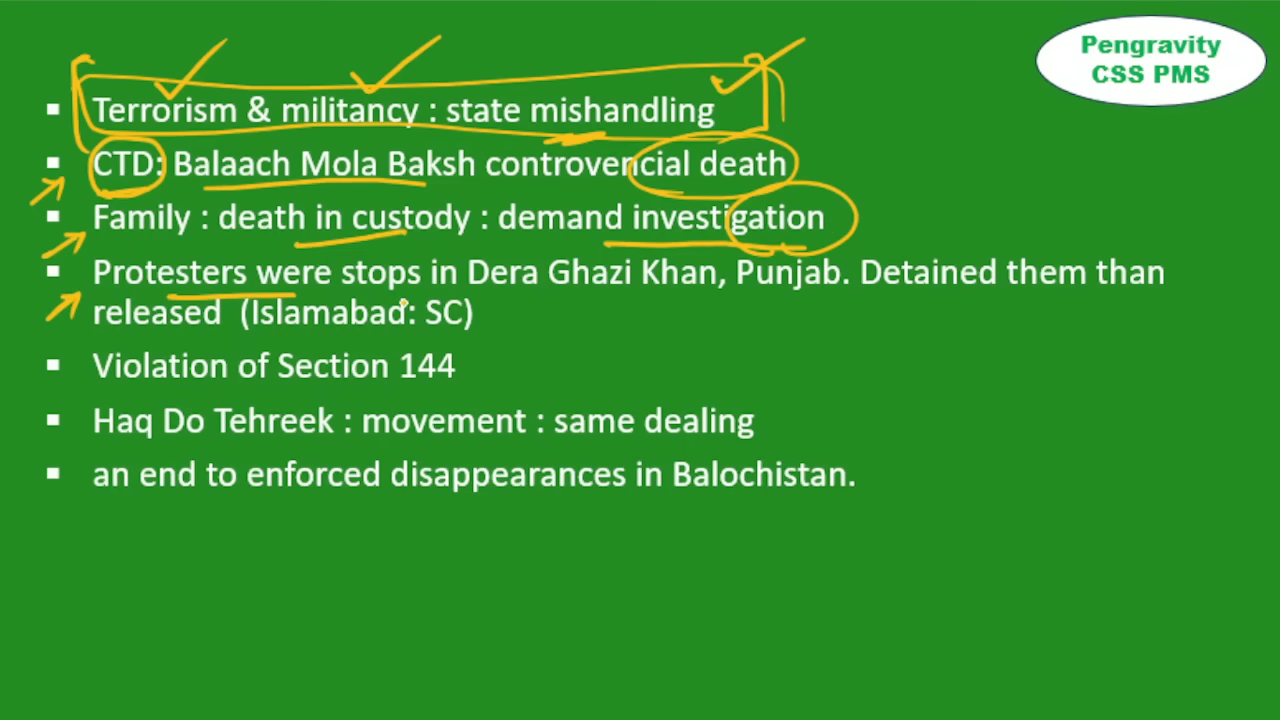 Pengravity
CSS PMS
▪ Terrorism & militancy : state mishandling
▪ CTD: Balaach Mola Baksh controvencial death
▪ Family : death in custody : demand investigation
▪ Protesters were stops in Dera Ghazi Khan, Punjab. Detained them than
released (Islamabad: SC)
▪ Violation of Section 144
▪ Haq Do Tehreek : movement : same dealing
▪ an end to enforced disappearances in Balochistan.